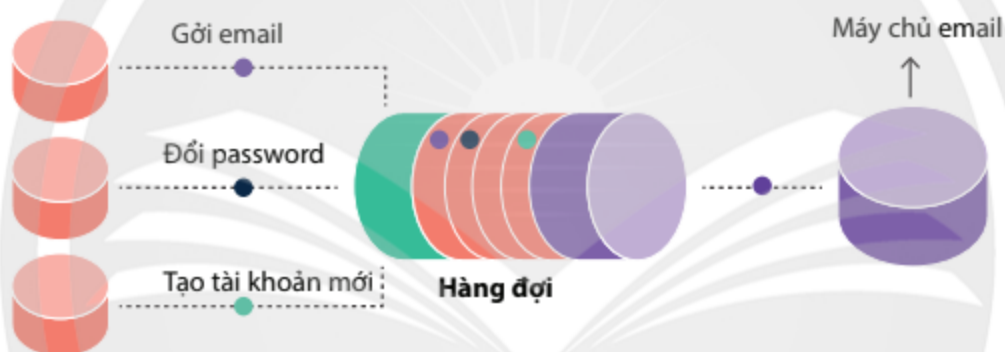 Gởi email
Máy chủ email
Đổi password
Tạo tài khoản mới
Hàng đợi